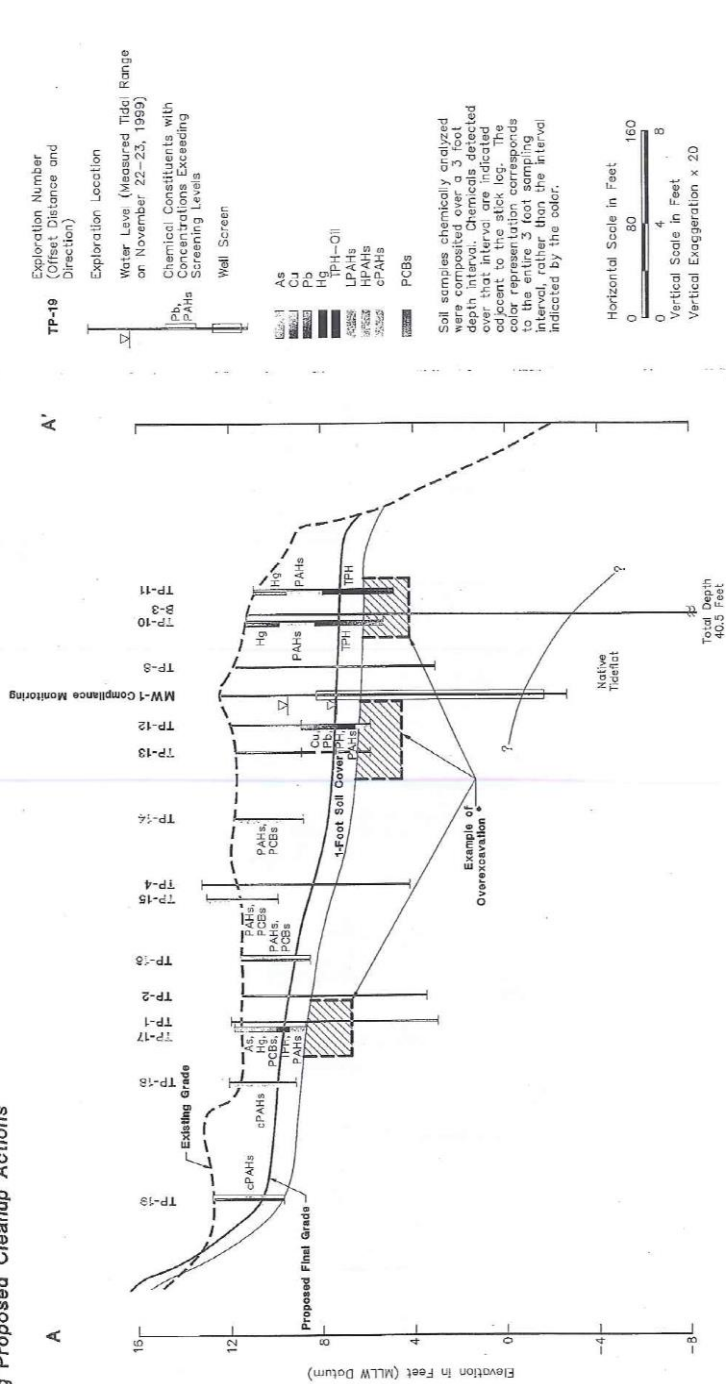 g Proposed Cleanup Actions
A
A'
Elevation in Feet (MLLW Datum)
16
12
8
4
0
-4
-8
Existing Grade
Proposed Final Grade
cPAHs
TP-17
TP-1
TP-2
TP-15
TP-4
TP-14
TP-13
TP-12
MW-1 Compliance Monitoring
TP-10
B-3
TP-11
cPAHs
As,
Hg,
PCBs,
TPH,
PAHs
PAHs,
PCBs
PAHs,
PCBs
PAHs,
PCBs
Cu,
Pb,
TPH,
PAHs
Hg
PAHs
TPH
Hg
PAHs
TPH
1-Foot Soil Cover
Example of
Overexcavation
?
?
Native
Tideflat
Total Depth
40.5 Feet
TP-19
Exploration Number
(Offset Distance and
Direction)
Exploration Location
Water Level (Measured Tidal Range
on November 22-23, 1999)
Pb,
PAHs
Chemical Constituents with
Concentrations Exceeding
Screening Levels
Well Screen
As
Cu
Pb
Hg
TPH-Oil
LPAHs
HPAHs
cPAHs
PCBs
Soil samples chemically analyzed
were composited over a 3 foot
depth interval. Chemicals detected
over that interval are indicated
adjacent to the stick log. The
color representation corresponds
to the entire 3 foot sampling
interval, rather than the interval
indicated by the color.
Horizontal Scale in Feet
0 80 160
0 4 8
Vertical Scale in Feet
Vertical Exaggeration x 20